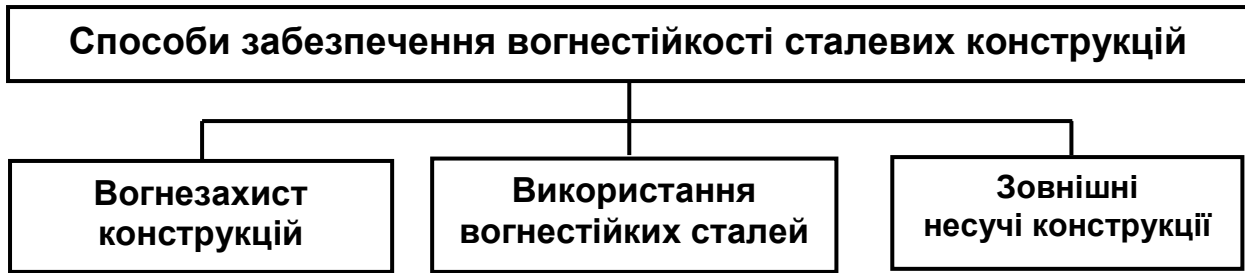 Способи забезпечення вогнестійкості сталевих конструкцій
Вогнезахист
конструкцій
Використання
вогнестійких сталей
Зовнішні
несучі конструкції